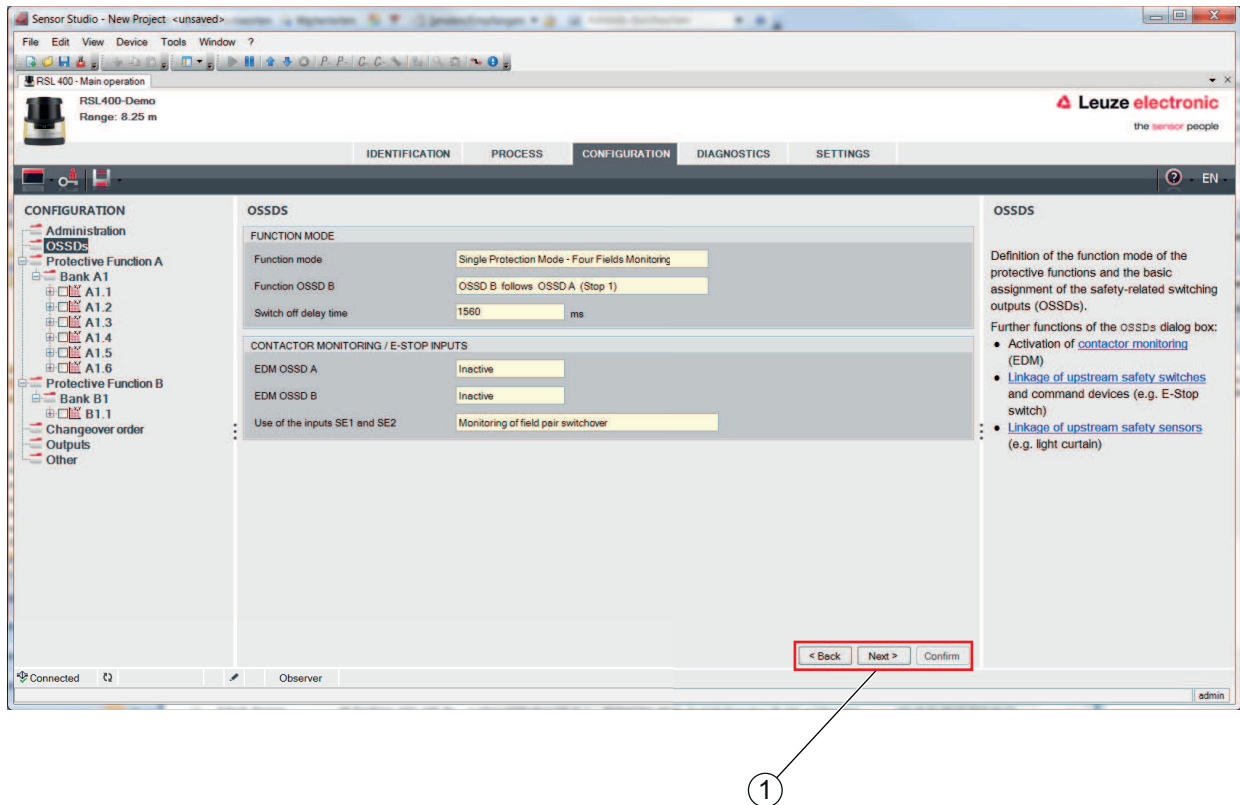 Sensor Studio - New Project <unsaved>
File Edit View Device Tools Window ?
P- P- C- C-
RSL 400 - Main operation
RSL400-Demo
Range: 8.25 m
Leuze electronic
the sensor people
IDENTIFICATION PROCESS CONFIGURATION DIAGNOSTICS SETTINGS
EN
CONFIGURATION
Administration
OSSDs
Protective Function A
Bank A1
A1.1
A1.2
A1.3
A1.4
A1.5
A1.6
Protective Function B
Bank B1
B1.1
Changeover order
Outputs
Other
OSSDS
FUNCTION MODE
Function mode Single Protection Mode - Four Fields Monitoring
Function OSSD B OSSD B follows OSSD A (Stop 1)
Switch off delay time 1560 ms
CONTACTOR MONITORING / E-STOP INPUTS
EDM OSSD A Inactive
EDM OSSD B Inactive
Use of the inputs SE1 and SE2 Monitoring of field pair switchover
< Back Next > Confirm
OSSDS
Definition of the function mode of the
protective functions and the basic
assignment of the safety-related switching
outputs (OSSDs).
Further functions of the OSSDs dialog box:
• Activation of contactor monitoring
(EDM)
• Linkage of upstream safety switches
and command devices (e.g. E-Stop
switch)
• Linkage of upstream safety sensors
(e.g. light curtain)
Connected Observer
admin
1